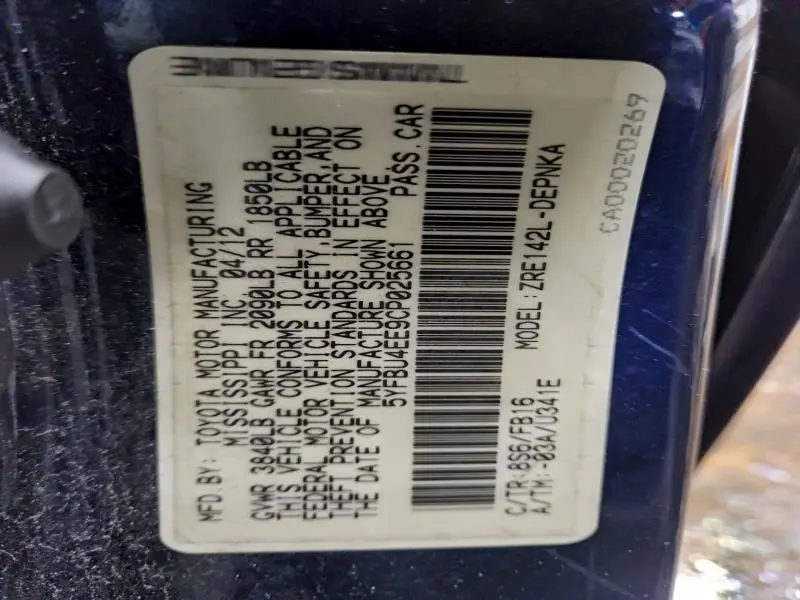 MFD BY: TOYOTA MOTOR MANUFACTURING
MISSISSIPPI INC 04/12
GVWR 3840LB GAWR FR 2090LB RR 1850LB
THIS VEHICLE CONFORMS TO ALL APPLICABLE
FEDERAL MOTOR VEHICLE SAFETY, BUMPER, AND
THEFT PREVENTION STANDARDS IN EFFECT ON
THE DATE OF MANUFACTURE SHOWN ABOVE.
5YFBU4EE9CP025661 PASS. CAR
C/TR:8S6/FB16 MODEL:ZRE142L-DEPNKA
A/TM:-03A/U341E
CA00020269